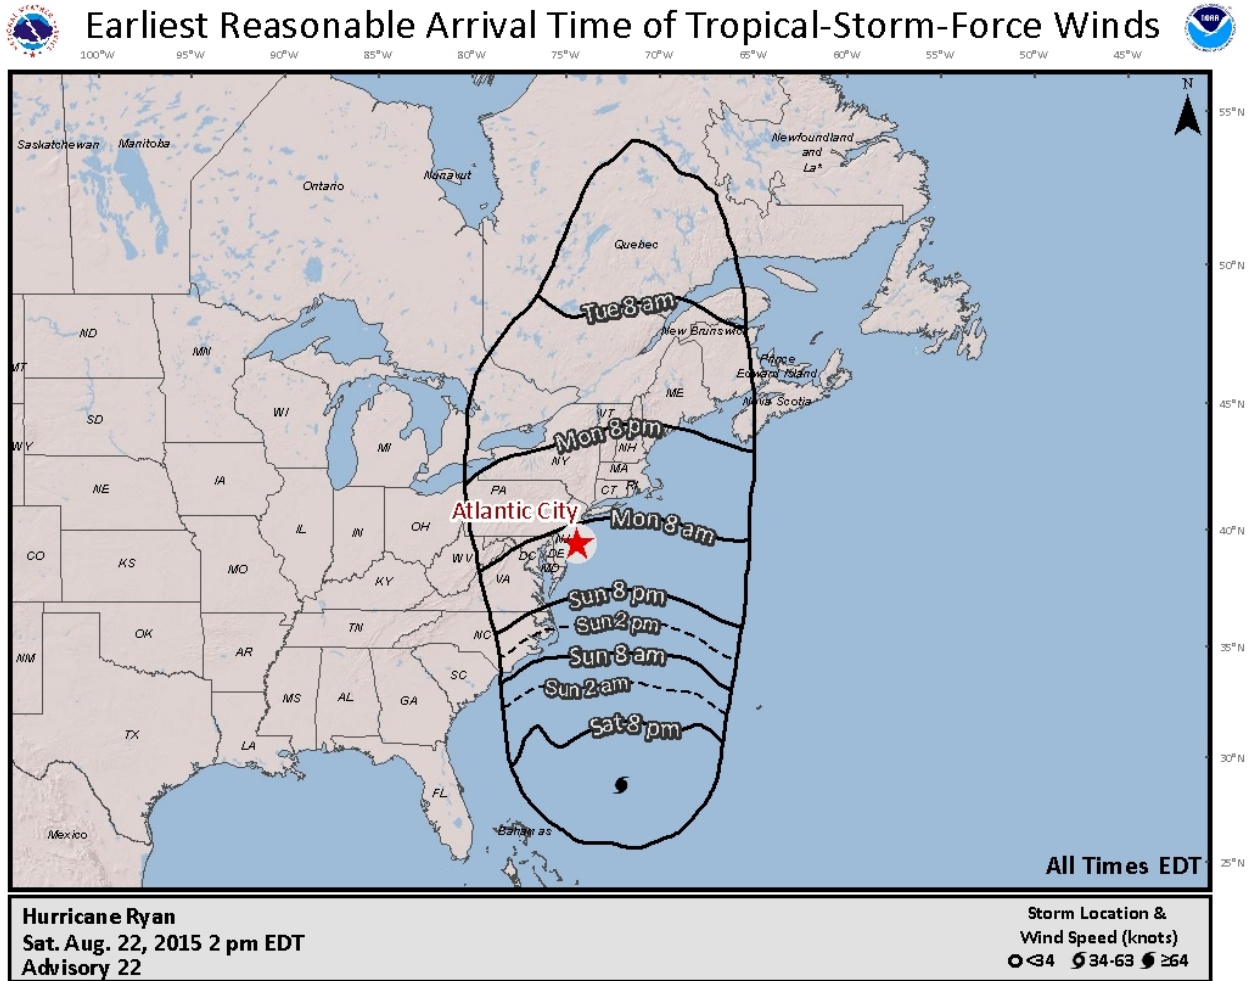 Earliest Reasonable Arrival Time of Tropical-Storm-Force Winds
NOAA
100°W 95°W 90°W 85°W 80°W 75°W 70°W 65°W 60°W 55°W 50°W 45°W
N
55°N
Saskatchewan Manitoba
Newfoundland
and
La*
Nunavut
Ontario
Quebec
50°N
Tue 8 am
ND
MN
New Brunswick
MT
Prince
Edward Island
ME
Nova Scotia
45°N
SD
WI
VT
Mon 8 pm
NH
WY
MI
NY
MA
IA
NE
PA
CT RI
Atlantic City
Mon 8 am
OH
IL
IN
40°N
NJ
CO
KS
MO
WV
DC
DE
MD
VA
KY
Sun 8 pm
Sun 2 pm
TN
NC
OK
AR
35°N
NM
Sun 8 am
SC
Sun 2 am
MS
AL
GA
Sat 8 pm
TX
LA
30°N
FL
Mexico
Bahamas
25°N
All Times EDT
Hurricane Ryan
Sat. Aug. 22, 2015 2 pm EDT
Advisory 22
Storm Location &
Wind Speed (knots)
<34 34-63 ≥64